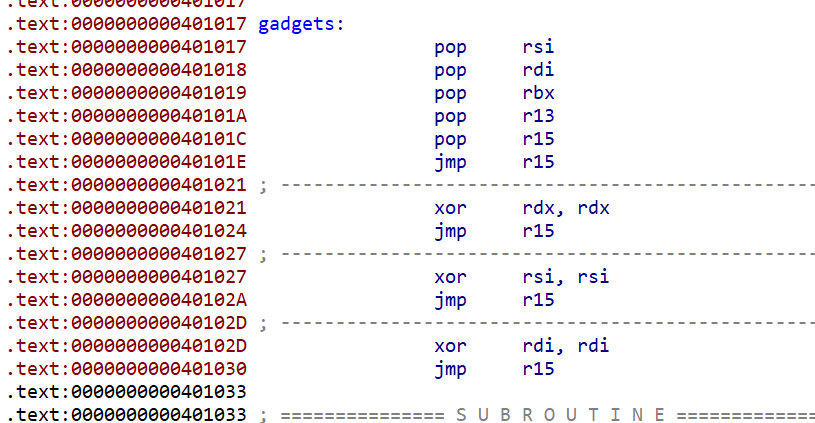 .text:0000000000401017
.text:0000000000401017 gadgets:
.text:0000000000401017 pop rsi
.text:0000000000401018 pop rdi
.text:0000000000401019 pop rbx
.text:000000000040101A pop r13
.text:000000000040101C pop r15
.text:000000000040101E jmp r15
.text:0000000000401021 ; -------------------------------------------------
.text:0000000000401021 xor rdx, rdx
.text:0000000000401024 jmp r15
.text:0000000000401027 ; -------------------------------------------------
.text:0000000000401027 xor rsi, rsi
.text:000000000040102A jmp r15
.text:000000000040102D ; -------------------------------------------------
.text:000000000040102D xor rdi, rdi
.text:0000000000401030 jmp r15
.text:0000000000401033
.text:0000000000401033 ; =============== S U B R O U T I N E =============